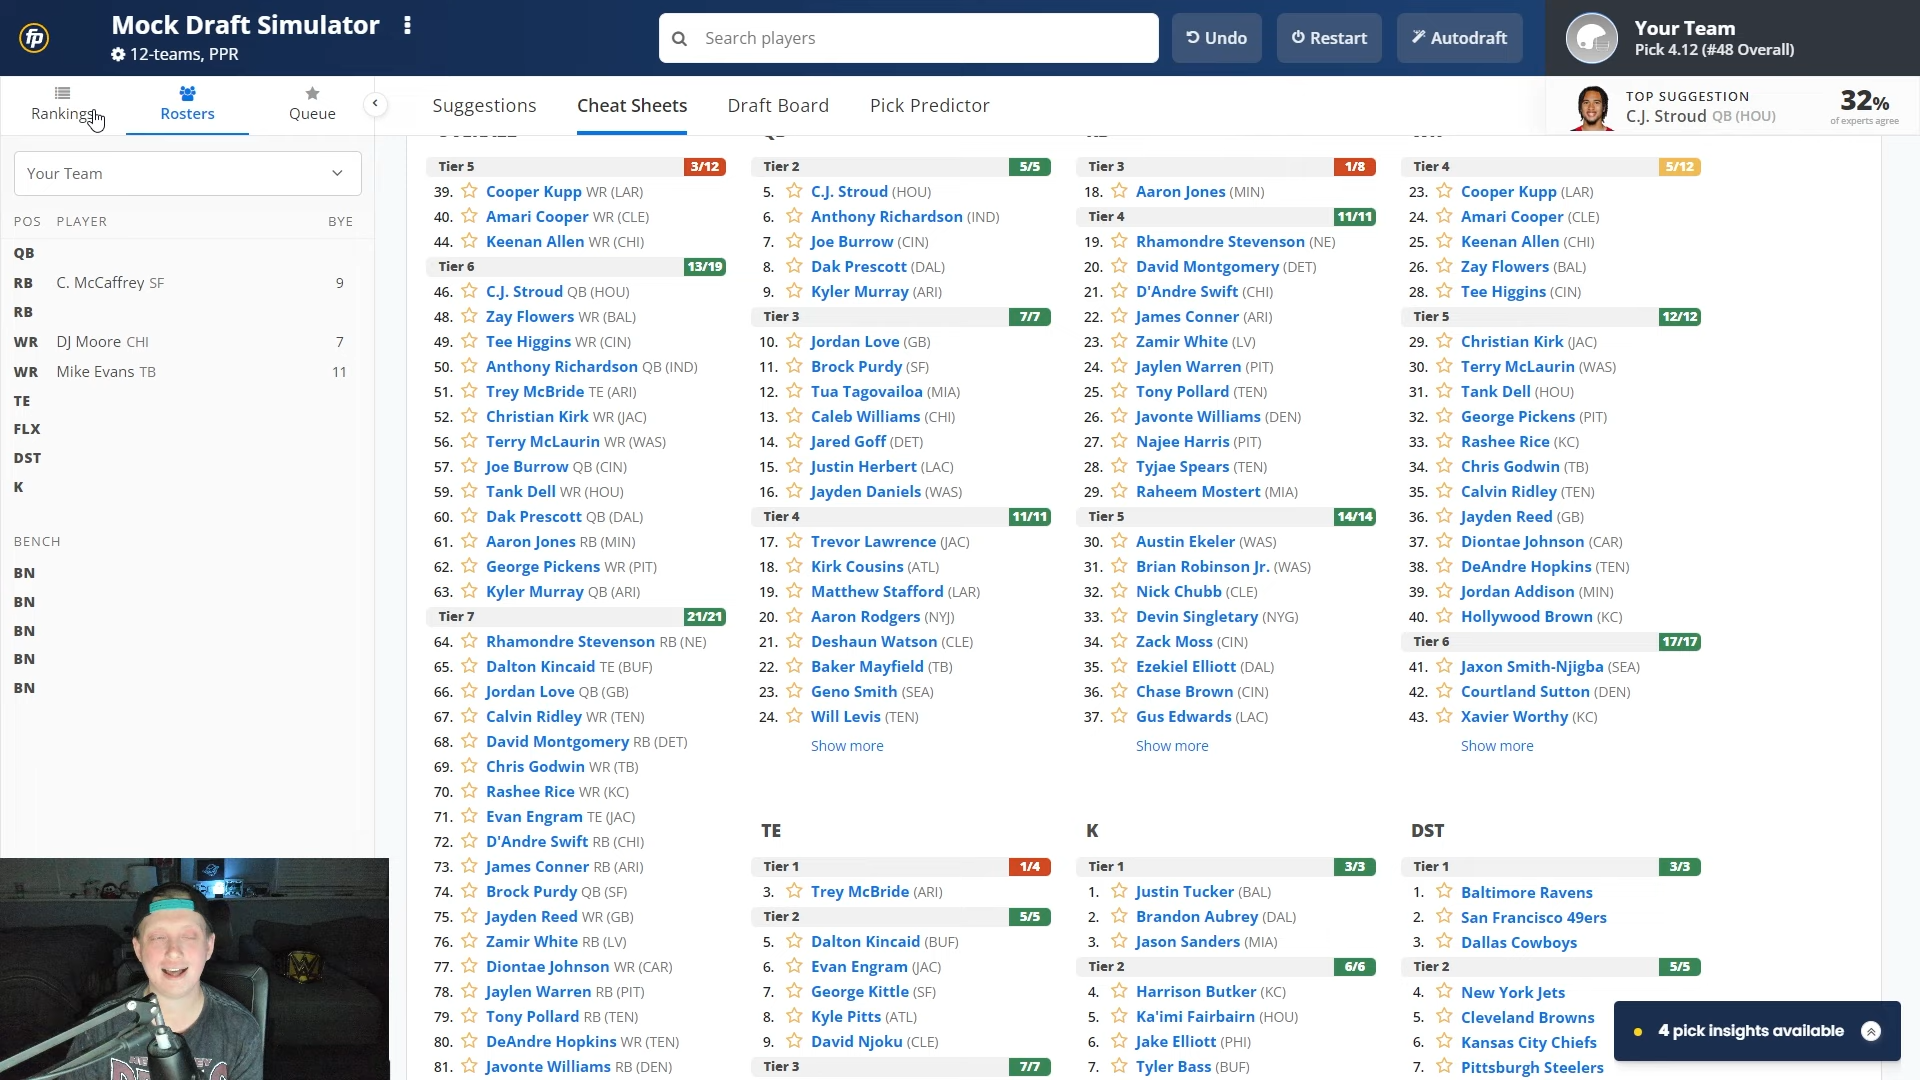 fp
Mock Draft Simulator
12-teams, PPR
Search players
Undo
Restart
Autodraft
Your Team
Pick 4.12 (#48 Overall)
Rankings
Rosters
Queue
Suggestions
Cheat Sheets
Draft Board
Pick Predictor
TOP SUGGESTION
C.J. Stroud QB (HOU)
32%
of experts agree
Your Team
POS PLAYER BYE
QB
RB C. McCaffrey SF 9
RB
WR DJ Moore CHI 7
WR Mike Evans TB 11
TE
FLX
DST
K
BENCH
BN
BN
BN
BN
BN
Tier 5 3/12
39. Cooper Kupp WR (LAR)
40. Amari Cooper WR (CLE)
44. Keenan Allen WR (CHI)
Tier 6 13/19
46. C.J. Stroud QB (HOU)
48. Zay Flowers WR (BAL)
49. Tee Higgins WR (CIN)
50. Anthony Richardson QB (IND)
51. Trey McBride TE (ARI)
52. Christian Kirk WR (JAC)
56. Terry McLaurin WR (WAS)
57. Joe Burrow QB (CIN)
59. Tank Dell WR (HOU)
60. Dak Prescott QB (DAL)
61. Aaron Jones RB (MIN)
62. George Pickens WR (PIT)
63. Kyler Murray QB (ARI)
Tier 7 21/21
64. Rhamondre Stevenson RB (NE)
65. Dalton Kincaid TE (BUF)
66. Jordan Love QB (GB)
67. Calvin Ridley WR (TEN)
68. David Montgomery RB (DET)
69. Chris Godwin WR (TB)
70. Rashee Rice WR (KC)
71. Evan Engram TE (JAC)
72. D'Andre Swift RB (CHI)
73. James Conner RB (ARI)
74. Brock Purdy QB (SF)
75. Jayden Reed WR (GB)
76. Zamir White RB (LV)
77. Diontae Johnson WR (CAR)
78. Jaylen Warren RB (PIT)
79. Tony Pollard RB (TEN)
80. DeAndre Hopkins WR (TEN)
81. Javonte Williams RB (DEN)
Tier 2 5/5
5. C.J. Stroud (HOU)
6. Anthony Richardson (IND)
7. Joe Burrow (CIN)
8. Dak Prescott (DAL)
9. Kyler Murray (ARI)
Tier 3 7/7
10. Jordan Love (GB)
11. Brock Purdy (SF)
12. Tua Tagovailoa (MIA)
13. Caleb Williams (CHI)
14. Jared Goff (DET)
15. Justin Herbert (LAC)
16. Jayden Daniels (WAS)
Tier 4 11/11
17. Trevor Lawrence (JAC)
18. Kirk Cousins (ATL)
19. Matthew Stafford (LAR)
20. Aaron Rodgers (NYJ)
21. Deshaun Watson (CLE)
22. Baker Mayfield (TB)
23. Geno Smith (SEA)
24. Will Levis (TEN)
Show more
Tier 3 1/8
18. Aaron Jones (MIN)
Tier 4 11/11
19. Rhamondre Stevenson (NE)
20. David Montgomery (DET)
21. D'Andre Swift (CHI)
22. James Conner (ARI)
23. Zamir White (LV)
24. Jaylen Warren (PIT)
25. Tony Pollard (TEN)
26. Javonte Williams (DEN)
27. Najee Harris (PIT)
28. Tyjae Spears (TEN)
29. Raheem Mostert (MIA)
Tier 5 14/14
30. Austin Ekeler (WAS)
31. Brian Robinson Jr. (WAS)
32. Nick Chubb (CLE)
33. Devin Singletary (NYG)
34. Zack Moss (CIN)
35. Ezekiel Elliott (DAL)
36. Chase Brown (CIN)
37. Gus Edwards (LAC)
Show more
Tier 4 5/12
23. Cooper Kupp (LAR)
24. Amari Cooper (CLE)
25. Keenan Allen (CHI)
26. Zay Flowers (BAL)
28. Tee Higgins (CIN)
Tier 5 12/12
29. Christian Kirk (JAC)
30. Terry McLaurin (WAS)
31. Tank Dell (HOU)
32. George Pickens (PIT)
33. Rashee Rice (KC)
34. Chris Godwin (TB)
35. Calvin Ridley (TEN)
36. Jayden Reed (GB)
37. Diontae Johnson (CAR)
38. DeAndre Hopkins (TEN)
39. Jordan Addison (MIN)
40. Hollywood Brown (KC)
Tier 6 17/17
41. Jaxon Smith-Njigba (SEA)
42. Courtland Sutton (DEN)
43. Xavier Worthy (KC)
Show more
TE
Tier 1 1/4
3. Trey McBride (ARI)
Tier 2 5/5
5. Dalton Kincaid (BUF)
6. Evan Engram (JAC)
7. George Kittle (SF)
8. Kyle Pitts (ATL)
9. David Njoku (CLE)
Tier 3 7/7
K
Tier 1 3/3
1. Justin Tucker (BAL)
2. Brandon Aubrey (DAL)
3. Jason Sanders (MIA)
Tier 2 6/6
4. Harrison Butker (KC)
5. Ka'imi Fairbairn (HOU)
6. Jake Elliott (PHI)
7. Tyler Bass (BUF)
DST
Tier 1 3/3
1. Baltimore Ravens
2. San Francisco 49ers
3. Dallas Cowboys
Tier 2 5/5
4. New York Jets
5. Cleveland Browns
6. Kansas City Chiefs
7. Pittsburgh Steelers
4 pick insights available